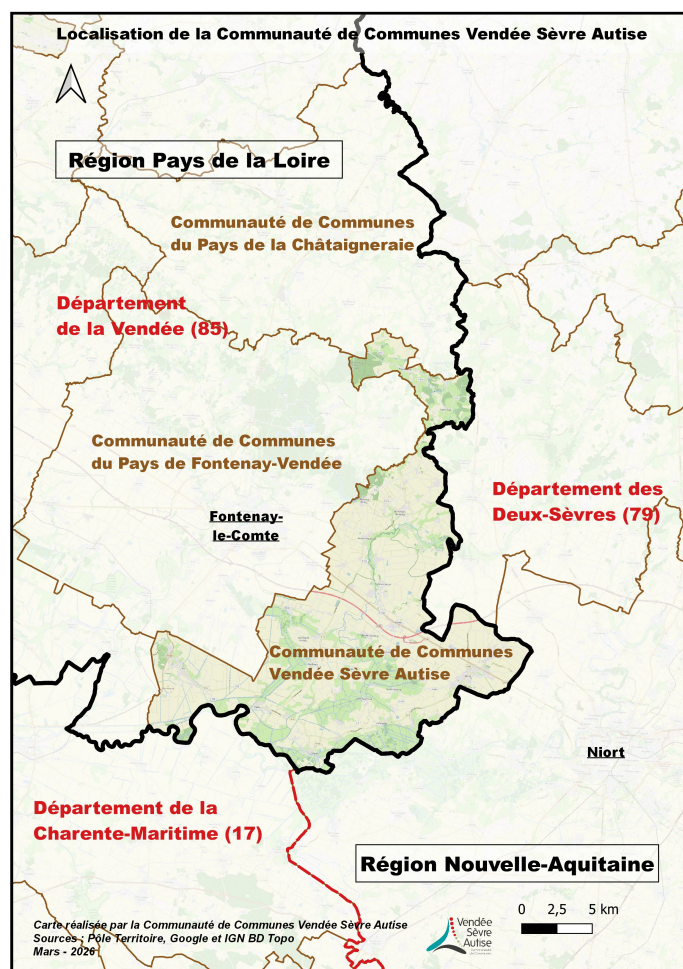 Localisation de la Communauté de Communes Vendée Sèvre Autise
Région Pays de la Loire
Communauté de Communes
du Pays de la Châtaigneraie
Département
de la Vendée (85)
Communauté de Communes
du Pays de Fontenay-Vendée
Département des
Deux-Sèvres (79)
Fontenay-
le-Comte
Communauté de Communes
Vendée Sèvre Autise
Niort
Département de la
Charente-Maritime (17)
Région Nouvelle-Aquitaine
Carte réalisée par la Communauté de Communes Vendée Sèvre Autise
Sources : Pôle Territoire, Google et IGN BD Topo
Mars - 2026
Vendée
Sèvre
Autise
0 2,5 5 km